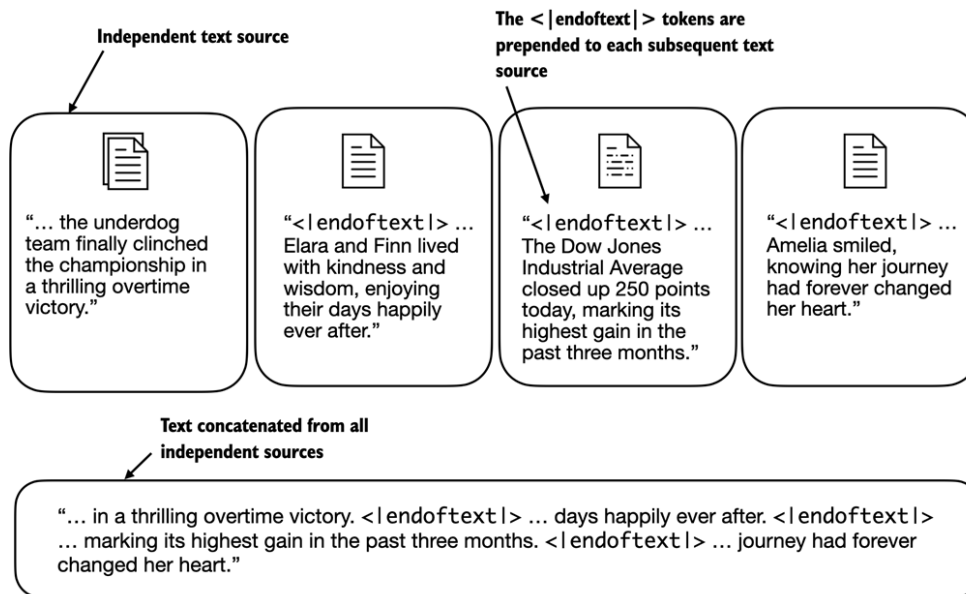 Independent text source
The <|endoftext|> tokens are
prepended to each subsequent text
source
“... the underdog
team finally clinched
the championship in
a thrilling overtime
victory.”
“<|endoftext|> ...
Elara and Finn lived
with kindness and
wisdom, enjoying
their days happily
ever after.”
“<|endoftext|> ...
The Dow Jones
Industrial Average
closed up 250 points
today, marking its
highest gain in the
past three months.”
“<|endoftext|> ...
Amelia smiled,
knowing her journey
had forever changed
her heart.”
Text concatenated from all
independent sources
“... in a thrilling overtime victory. <|endoftext|> ... days happily ever after. <|endoftext|>
... marking its highest gain in the past three months. <|endoftext|> ... journey had forever
changed her heart.”